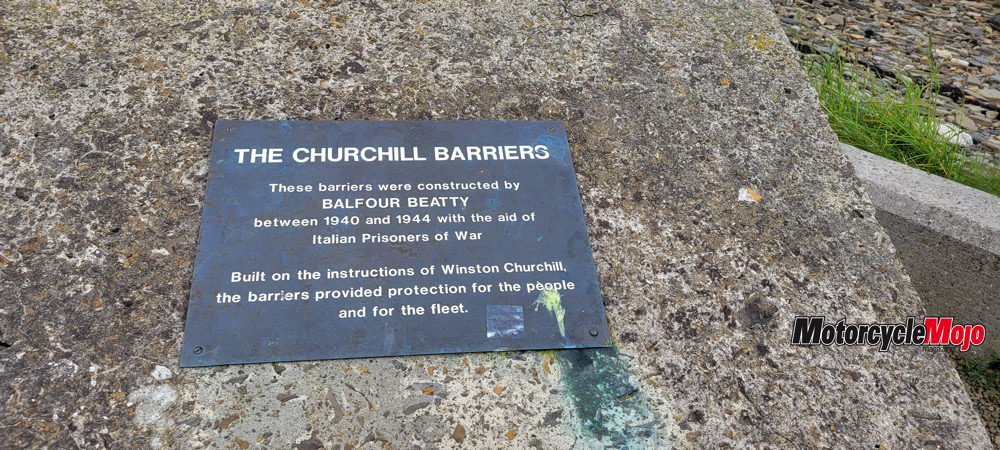 THE CHURCHILL BARRIERS
These barriers were constructed by
BALFOUR BEATTY
between 1940 and 1944 with the aid of
Italian Prisoners of War
Built on the instructions of Winston Churchill,
the barriers provided protection for the people
and for the fleet.
MotorcycleMojo